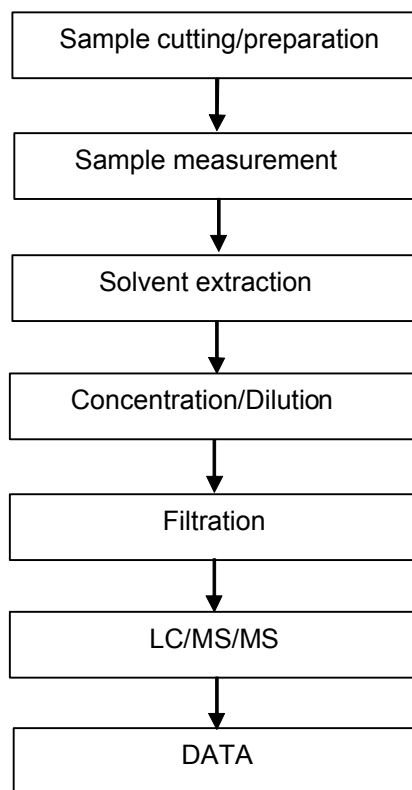 Sample cutting/preparation
Sample measurement
Solvent extraction
Concentration/Dilution
Filtration
LC/MS/MS
DATA